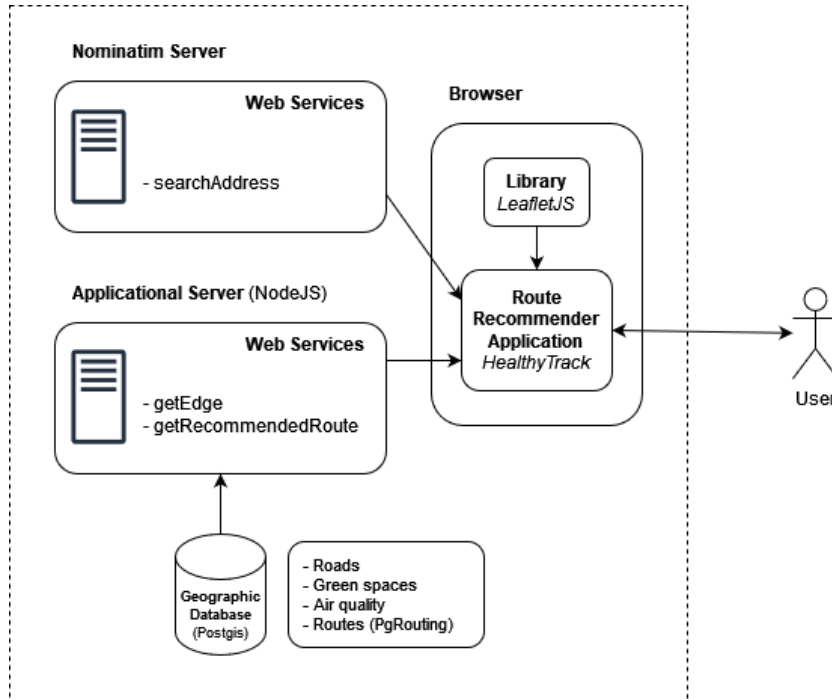 Nominatim Server
Web Services
- searchAddress
Browser
Library
LeafletJS
Route
Recommender
Application
HealthyTrack
Applicational Server (NodeJS)
Web Services
- getEdge
- getRecommendedRoute
User
Geographic
Database
(Postgis)
- Roads
- Green spaces
- Air quality
- Routes (PgRouting)